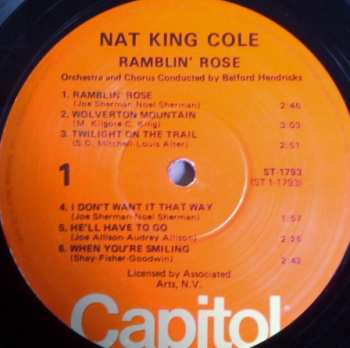 NAT KING COLE
RAMBLIN' ROSE
Orchestra and Chorus Conducted by Belford Hendricks
1. RAMBLIN' ROSE
(Joe Sherman-Noel Sherman) 2:46
2. WOLVERTON MOUNTAIN
(M. Kilgore-C. King) 3:03
3. TWILIGHT ON THE TRAIL
(S.D. Mitchell-Louis Alter) 2:51
1
ST-1793
(ST 1-1793)
4. I DON'T WANT IT THAT WAY
(Joe Sherman-Noel Sherman) 1:57
5. HE'LL HAVE TO GO
(Joe Allison-Audrey Allison) 2:36
6. WHEN YOU'RE SMILING
(Shay-Fisher-Goodwin) 2:42
Licensed by Associated
Arts, N.V.
Capitol